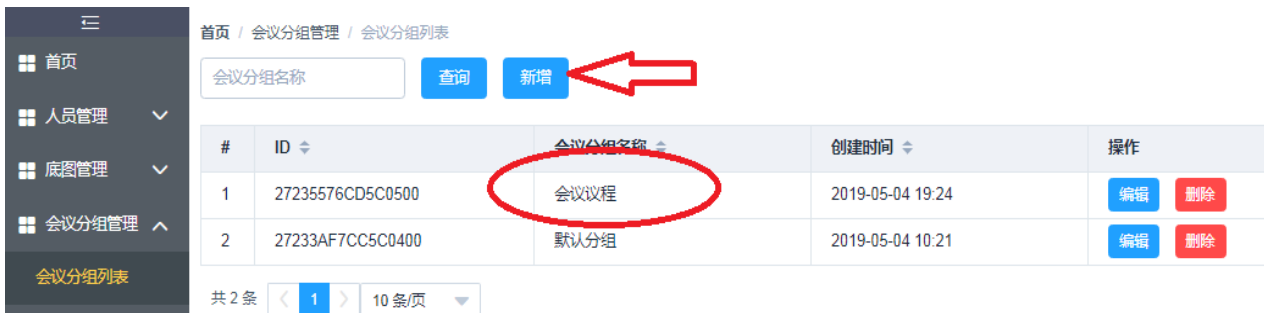 首页 / 会议分组管理 / 会议分组列表
首页
会议分组名称 查询 新增
人员管理
# ID 会议分组名称 创建时间 操作
底图管理
1 27235576CD5C0500 会议议程 2019-05-04 19:24 编辑 删除
会议分组管理
2 27233AF7CC5C0400 默认分组 2019-05-04 10:21 编辑 删除
会议分组列表
共 2 条 1 10 条/页